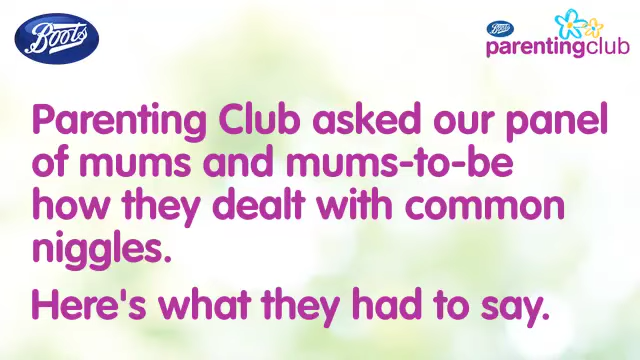 Boots
Boots
parentingclub
Parenting Club asked our panel
of mums and mums-to-be
how they dealt with common
niggles.
Here's what they had to say.